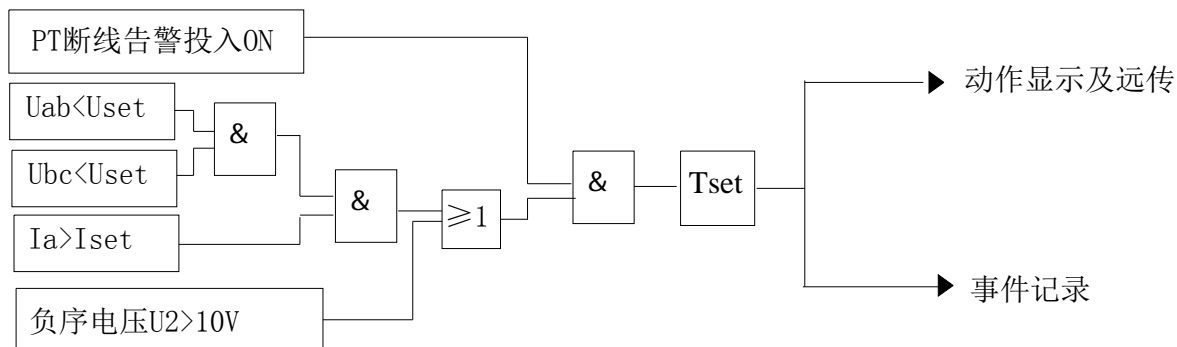 PT断线告警投入ON
Uab<Uset
&
Ubc<Uset
&
Ia>Iset
≥1
负序电压U2>10V
&
Tset
动作显示及远传
事件记录